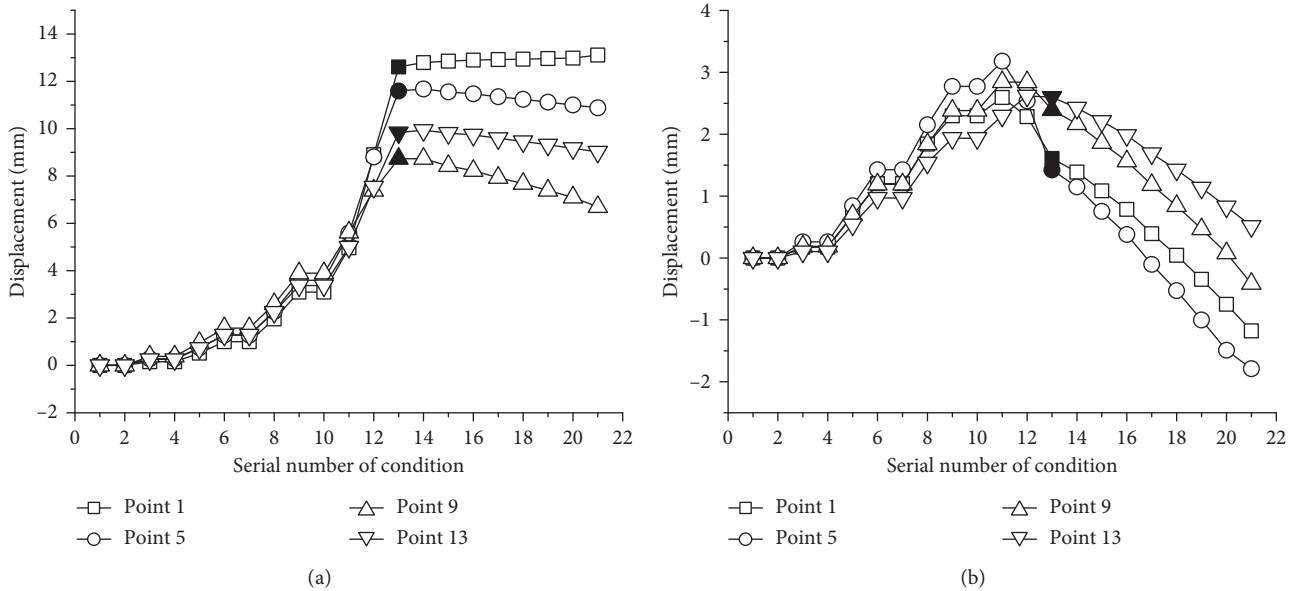 14
12
10
8
6
4
2
0
−2
Displacement (mm)
0 2 4 6 8 10 12 14 16 18 20 22
Serial number of condition
Point 1
Point 5
Point 9
Point 13
(a)
4
3
2
1
0
−1
−2
Displacement (mm)
0 2 4 6 8 10 12 14 16 18 20 22
Serial number of condition
Point 1
Point 5
Point 9
Point 13
(b)